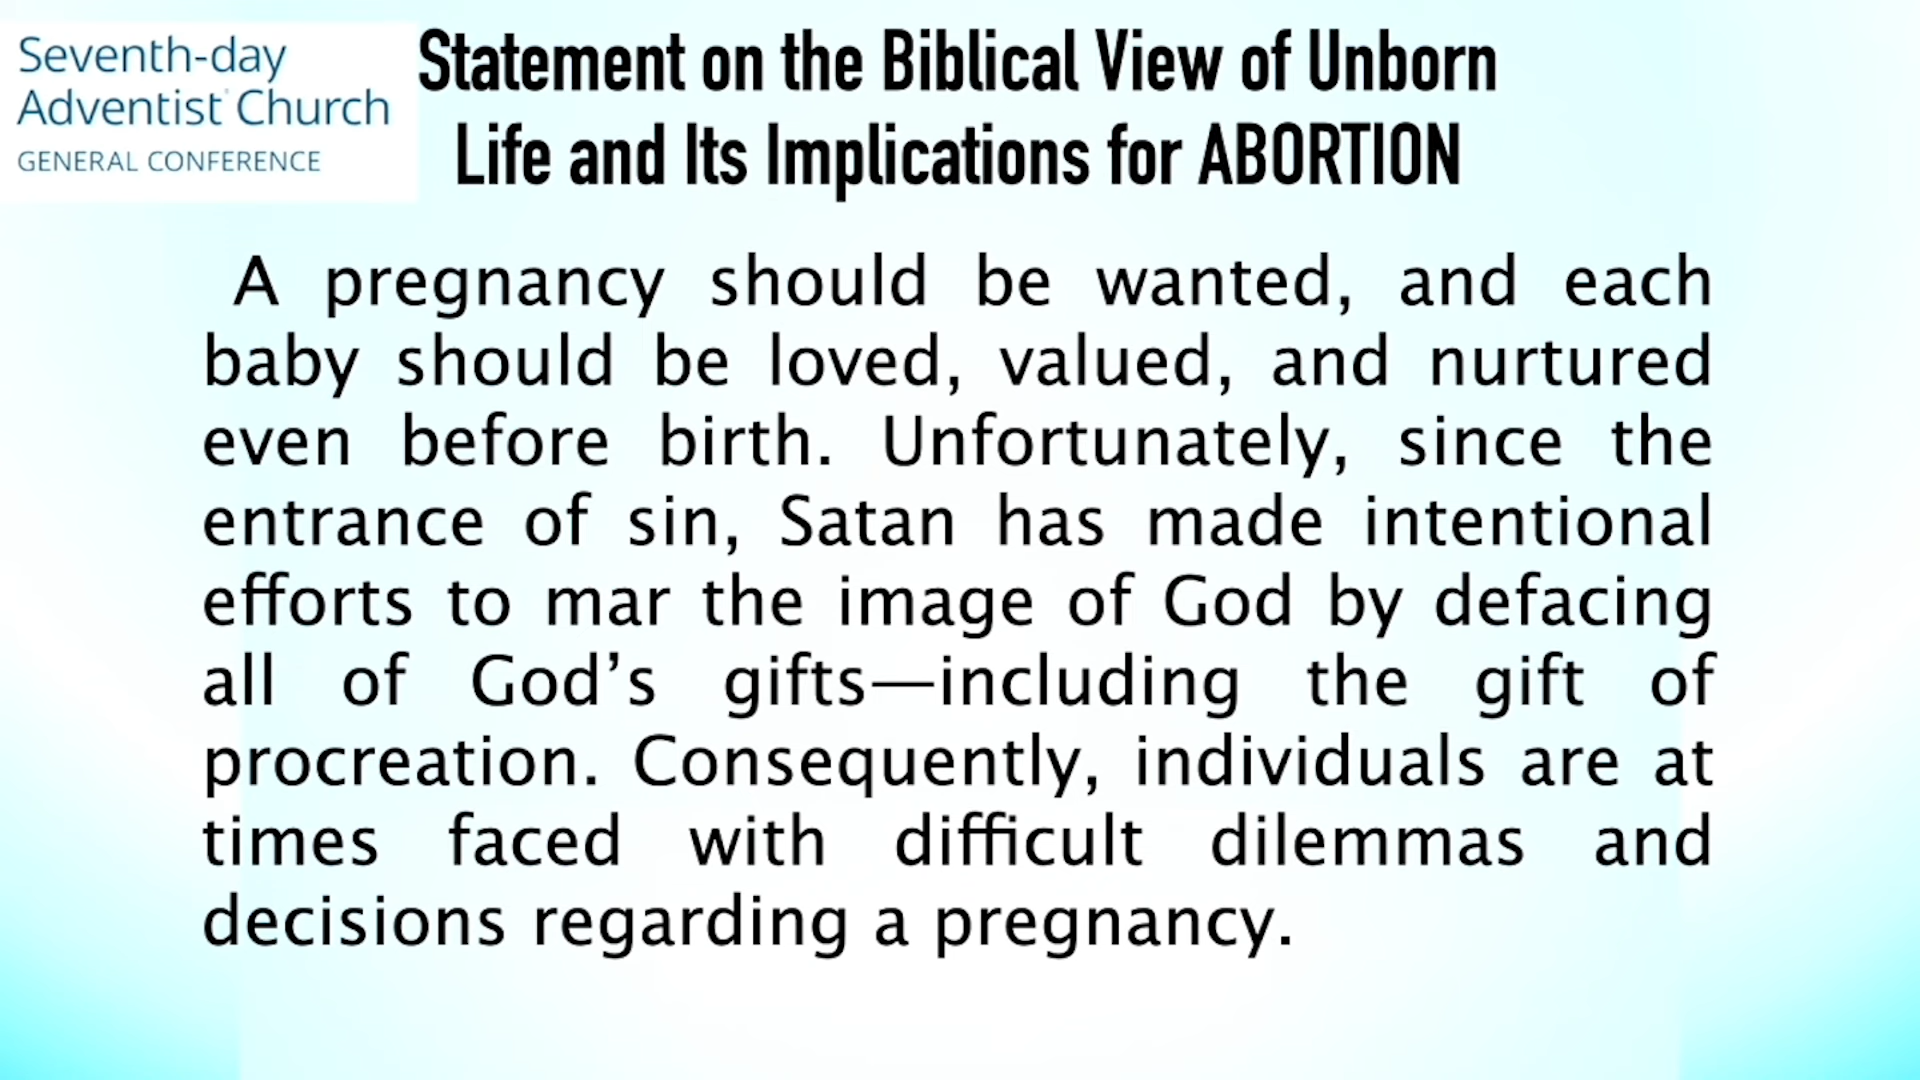 Seventh-day
Adventist Church
GENERAL CONFERENCE
Statement on the Biblical View of Unborn
Life and Its Implications for ABORTION
A pregnancy should be wanted, and each
baby should be loved, valued, and nurtured
even before birth. Unfortunately, since the
entrance of sin, Satan has made intentional
efforts to mar the image of God by defacing
all of God’s gifts—including the gift of
procreation. Consequently, individuals are at
times faced with difficult dilemmas and
decisions regarding a pregnancy.